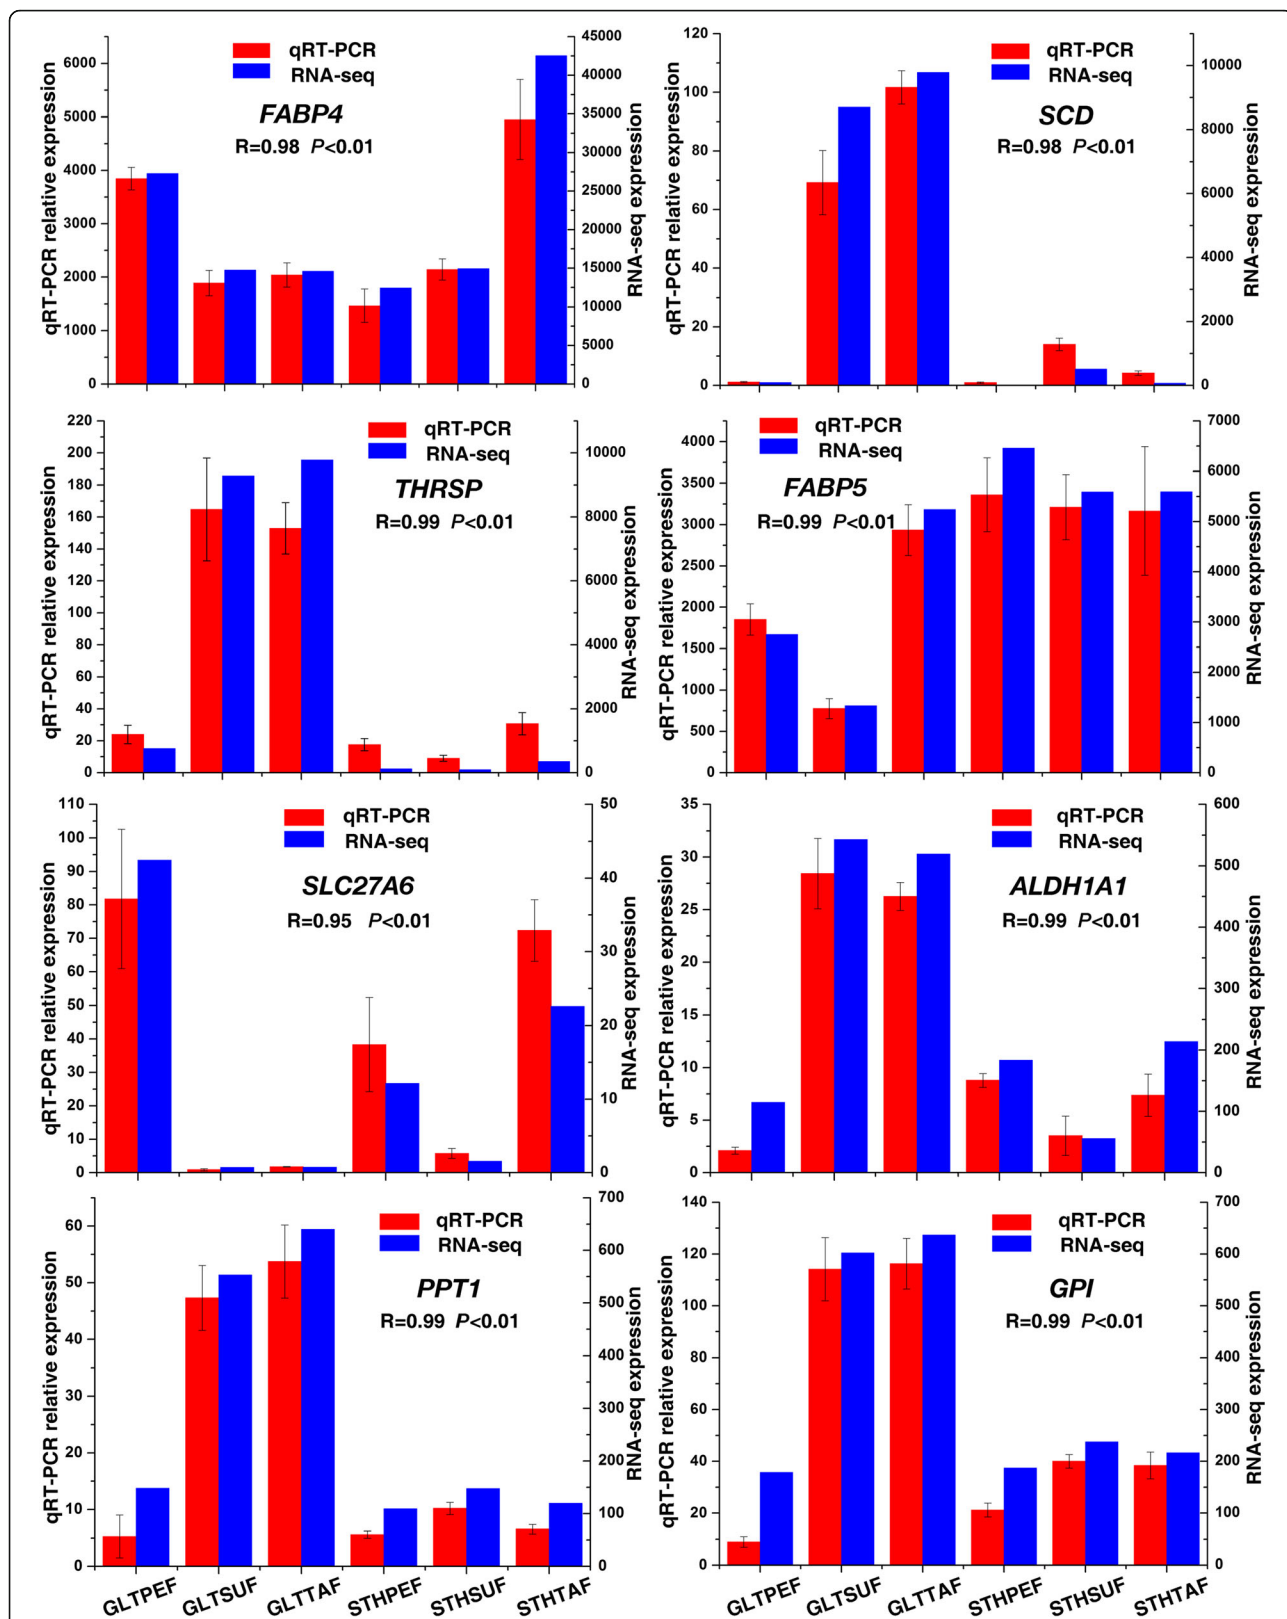 qRT-PCR
RNA-seq
FABP4
R=0.98 P<0.01
qRT-PCR relative expression
6000
5000
4000
3000
2000
1000
0
RNA-seq expression
45000
40000
35000
30000
25000
20000
15000
10000
5000
0
qRT-PCR
RNA-seq
SCD
R=0.98 P<0.01
qRT-PCR relative expression
120
100
80
60
40
20
0
RNA-seq expression
10000
8000
6000
4000
2000
0
qRT-PCR
RNA-seq
THRSP
R=0.99 P<0.01
qRT-PCR relative expression
220
200
180
160
140
120
100
80
60
40
20
0
RNA-seq expression
10000
8000
6000
4000
2000
0
qRT-PCR
RNA-seq
FABP5
R=0.99 P<0.01
qRT-PCR relative expression
4000
3500
3000
2500
2000
1500
1000
500
0
RNA-seq expression
7000
6000
5000
4000
3000
2000
1000
0
qRT-PCR
RNA-seq
SLC27A6
R=0.95 P<0.01
qRT-PCR relative expression
110
100
90
80
70
60
50
40
30
20
10
0
RNA-seq expression
50
40
30
20
10
0
qRT-PCR
RNA-seq
ALDH1A1
R=0.99 P<0.01
qRT-PCR relative expression
35
30
25
20
15
10
5
0
RNA-seq expression
600
500
400
300
200
100
0
qRT-PCR
RNA-seq
PPT1
R=0.99 P<0.01
qRT-PCR relative expression
60
50
40
30
20
10
0
RNA-seq expression
700
600
500
400
300
200
100
0
GLTPEF
GLTSUF
GLTTAF
STHPEF
STHSUF
STHTAF
qRT-PCR
RNA-seq
GPI
R=0.99 P<0.01
qRT-PCR relative expression
140
120
100
80
60
40
20
0
RNA-seq expression
700
600
500
400
300
200
100
0
GLTPEF
GLTSUF
GLTTAF
STHPEF
STHSUF
STHTAF